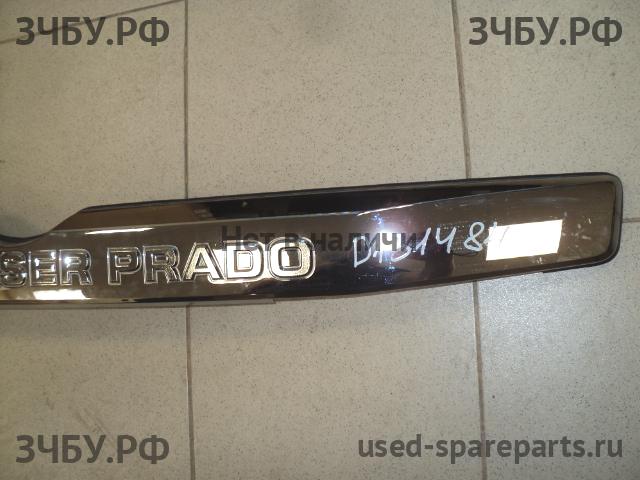 ЗЧБУ.РФ ЗЧБУ.РФ
Нет в наличии
SER PRADO
ЗЧБУ.РФ used-spareparts.ru